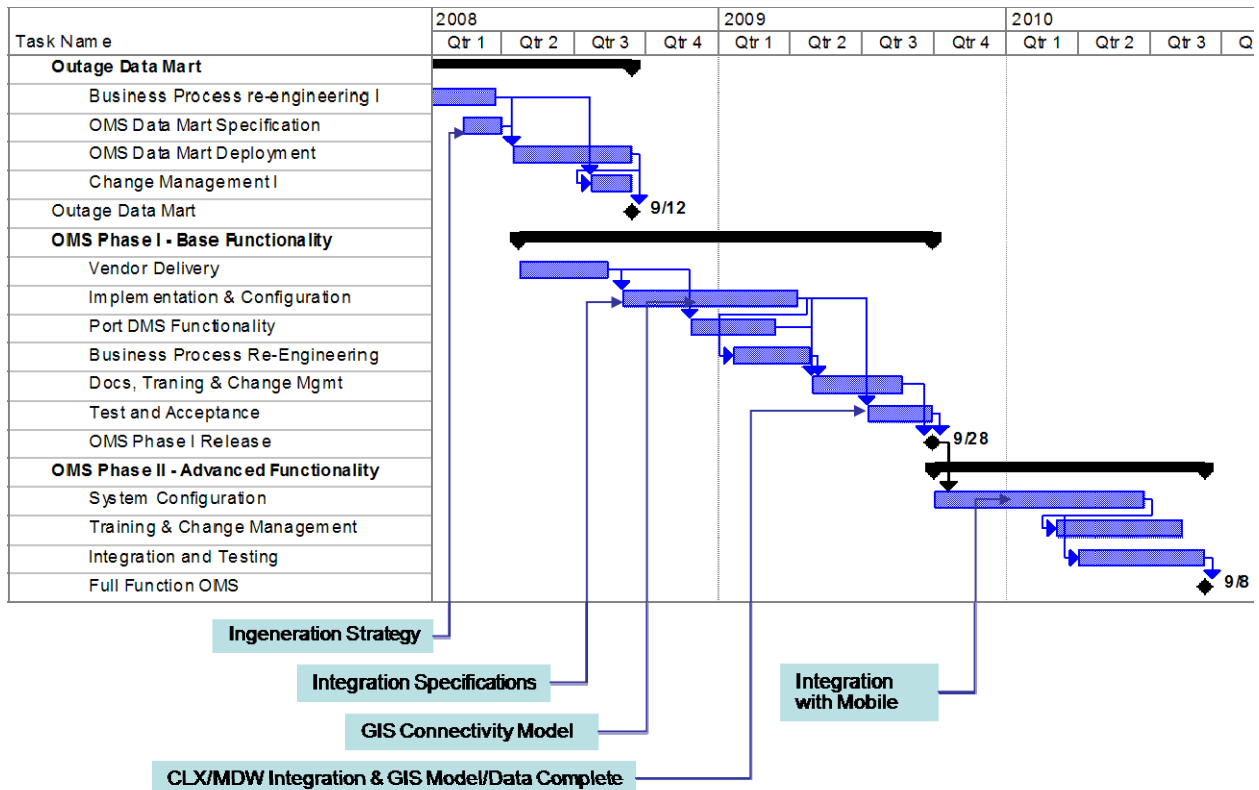 2008 2009 2010
Task Name Qtr 1 Qtr 2 Qtr 3 Qtr 4 Qtr 1 Qtr 2 Qtr 3 Qtr 4 Qtr 1 Qtr 2 Qtr 3 Q
Outage Data Mart
Business Process re-engineering I
OMS Data Mart Specification
OMS Data Mart Deployment
Change Management I
Outage Data Mart 9/12
OMS Phase I - Base Functionality
Vendor Delivery
Implementation & Configuration
Port DMS Functionality
Business Process Re-Engineering
Docs, Traning & Change Mgmt
Test and Acceptance
OMS Phase I Release 9/28
OMS Phase II - Advanced Functionality
System Configuration
Training & Change Management
Integration and Testing
Full Function OMS 9/8
Ingeneration Strategy
Integration Specifications
Integration
with Mobile
GIS Connectivity Model
CLX/MDW Integration & GIS Model/Data Complete